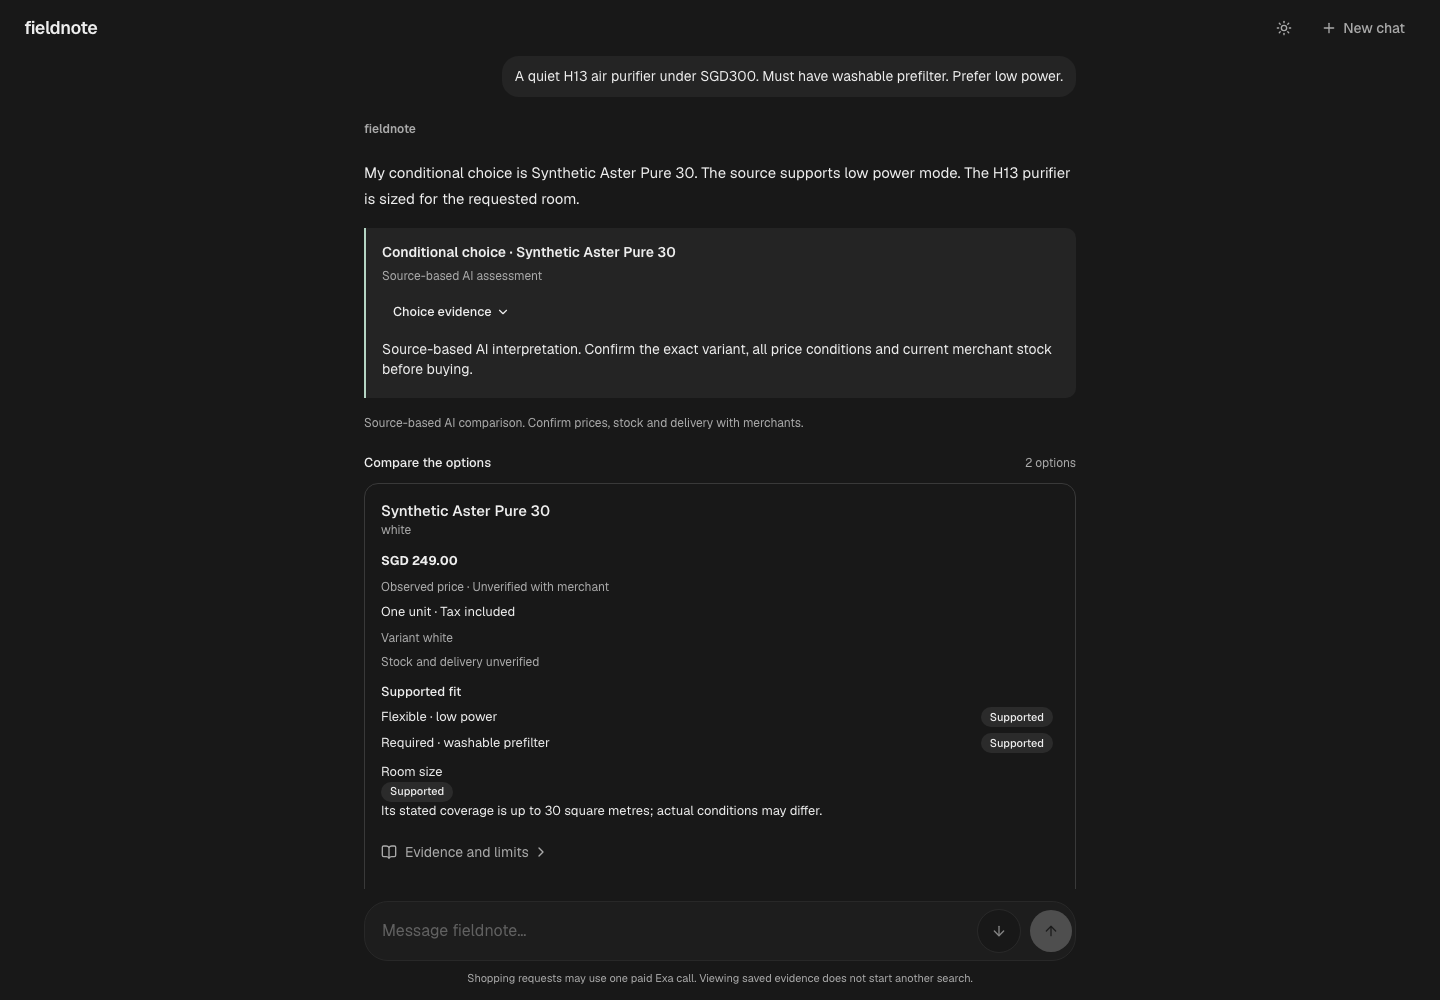 fieldnote
New chat
A quiet H13 air purifier under SGD300. Must have washable prefilter. Prefer low power.
fieldnote
My conditional choice is Synthetic Aster Pure 30. The source supports low power mode. The H13 purifier
is sized for the requested room.
Conditional choice · Synthetic Aster Pure 30
Source-based AI assessment
Choice evidence
Source-based AI interpretation. Confirm the exact variant, all price conditions and current merchant stock
before buying.
Source-based AI comparison. Confirm prices, stock and delivery with merchants.
Compare the options
2 options
Synthetic Aster Pure 30
white
SGD 249.00
Observed price · Unverified with merchant
One unit · Tax included
Variant white
Stock and delivery unverified
Supported fit
Flexible · low power
Supported
Required · washable prefilter
Supported
Room size
Supported
Its stated coverage is up to 30 square metres; actual conditions may differ.
Evidence and limits
Message fieldnote...
Shopping requests may use one paid Exa call. Viewing saved evidence does not start another search.